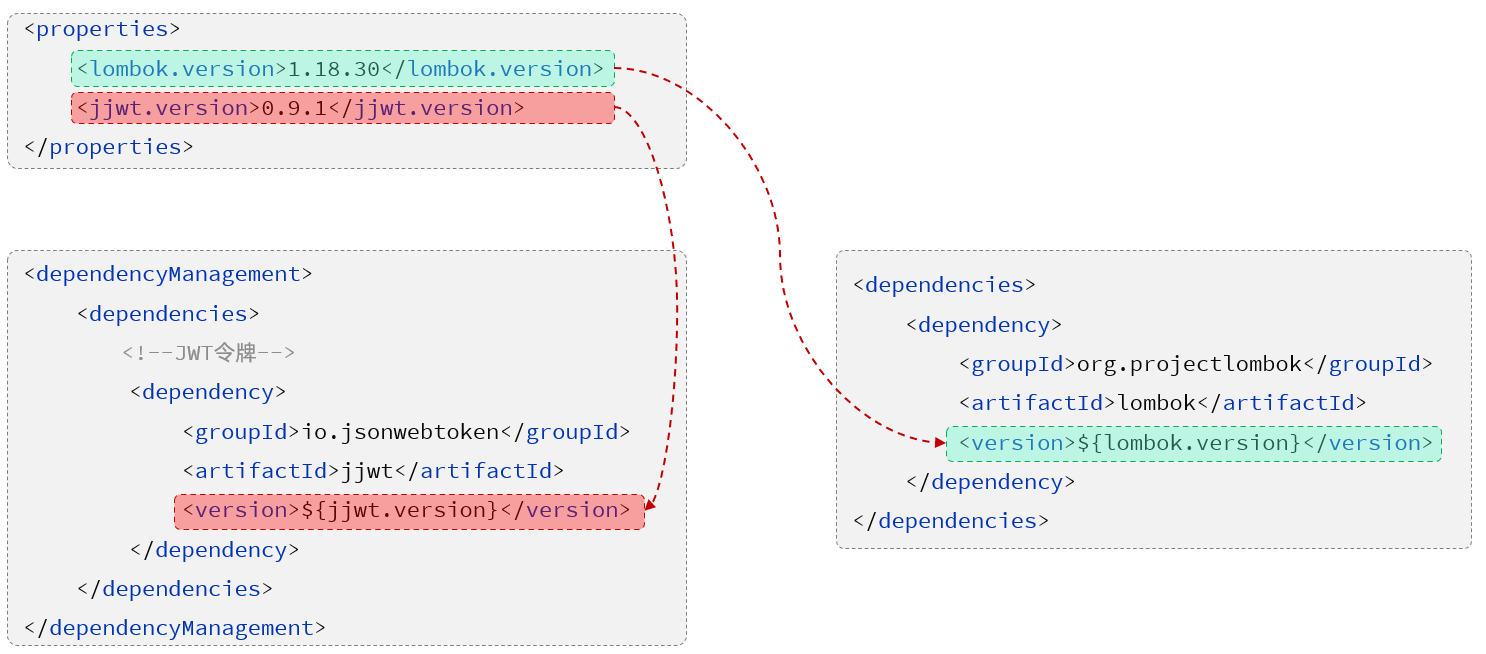 <properties>
<lombok.version>1.18.30</lombok.version>
<jjwt.version>0.9.1</jjwt.version>
</properties>
<dependencyManagement>
<dependencies>
<!--JWT令牌-->
<dependency>
<groupId>io.jsonwebtoken</groupId>
<artifactId>jjwt</artifactId>
<version>${jjwt.version}</version>
</dependency>
</dependencies>
</dependencyManagement>
<dependencies>
<dependency>
<groupId>org.projectlombok</groupId>
<artifactId>lombok</artifactId>
<version>${lombok.version}</version>
</dependency>
</dependencies>